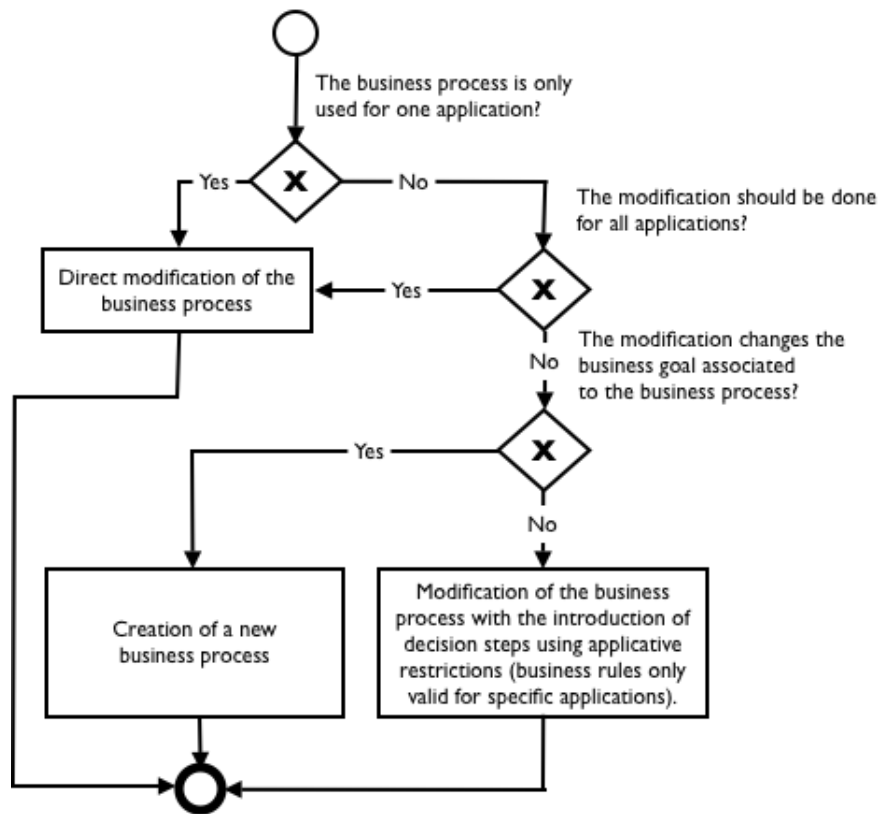 The business process is only
used for one application?
X
Yes
No
The modification should be done
for all applications?
Direct modification of the
business process
Yes
X
The modification changes the
business goal associated
to the business process?
No
Yes
X
No
Creation of a new
business process
Modification of the business
process with the introduction of
decision steps using applicative
restrictions (business rules only
valid for specific applications).